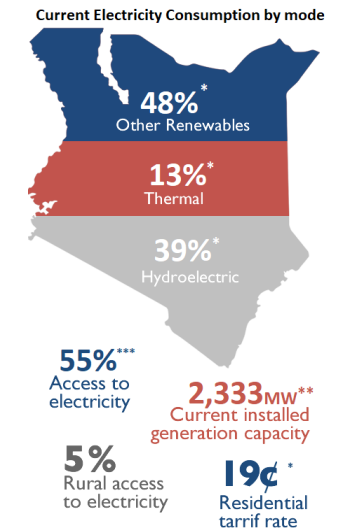 Current Electricity Consumption by mode
48%*
Other Renewables
13%*
Thermal
39%*
Hydroelectric
55%***
Access to
electricity
2,333MW**
Current installed
generation capacity
5%
Rural access
to electricity
19¢ *
Residential
tarrif rate